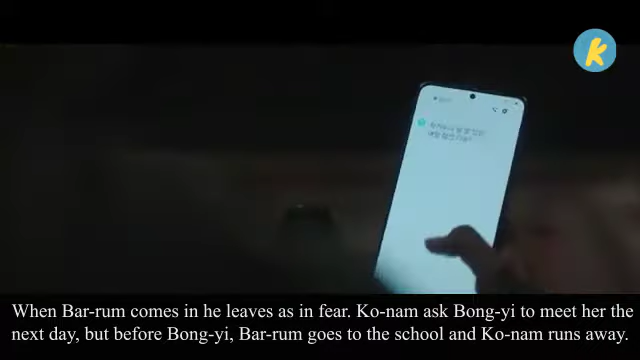 k
When Bar-rum comes in he leaves as in fear. Ko-nam ask Bong-yi to meet her the
next day, but before Bong-yi, Bar-rum goes to the school and Ko-nam runs away.